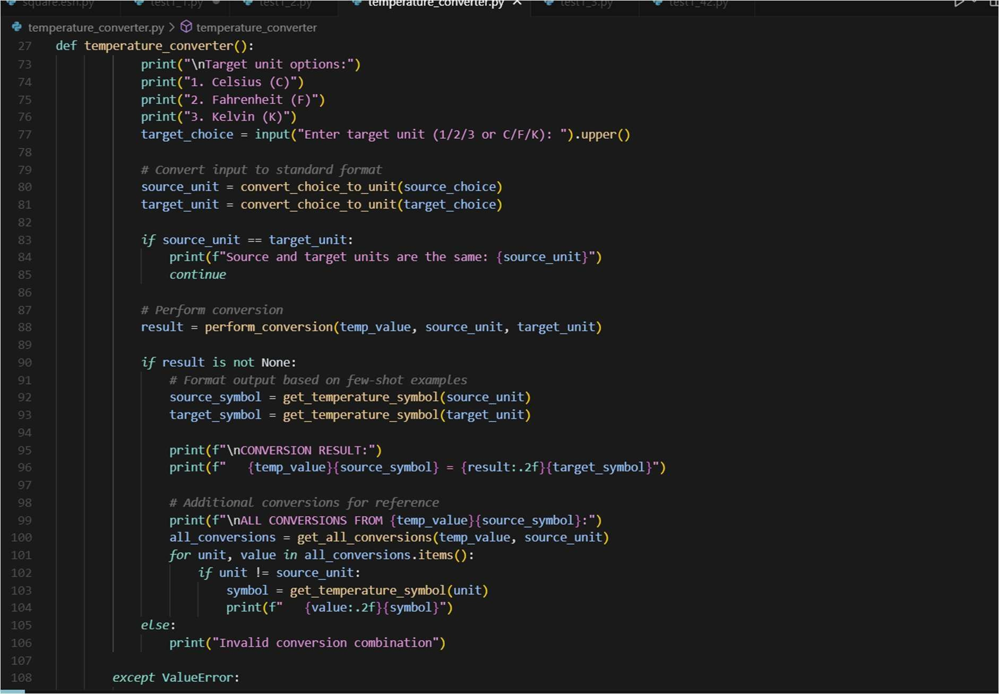 square.esh.py test1_1.py test1_2.py temperature_converter.py test1_3.py test1_42.py
temperature_converter.py > temperature_converter
27 def temperature_converter():
73 print("\nTarget unit options:")
74 print("1. Celsius (C)")
75 print("2. Fahrenheit (F)")
76 print("3. Kelvin (K)")
77 target_choice = input("Enter target unit (1/2/3 or C/F/K): ").upper()
78
79 # Convert input to standard format
80 source_unit = convert_choice_to_unit(source_choice)
81 target_unit = convert_choice_to_unit(target_choice)
82
83 if source_unit == target_unit:
84 print(f"Source and target units are the same: {source_unit}")
85 continue
86
87 # Perform conversion
88 result = perform_conversion(temp_value, source_unit, target_unit)
89
90 if result is not None:
91 # Format output based on few-shot examples
92 source_symbol = get_temperature_symbol(source_unit)
93 target_symbol = get_temperature_symbol(target_unit)
94
95 print(f"\nCONVERSION RESULT:")
96 print(f"   {temp_value}{source_symbol} = {result:.2f}{target_symbol}")
97
98 # Additional conversions for reference
99 print(f"\nALL CONVERSIONS FROM {temp_value}{source_symbol}:")
100 all_conversions = get_all_conversions(temp_value, source_unit)
101 for unit, value in all_conversions.items():
102 if unit != source_unit:
103 symbol = get_temperature_symbol(unit)
104 print(f"   {value:.2f}{symbol}")
105 else:
106 print("Invalid conversion combination")
107
108 except ValueError: